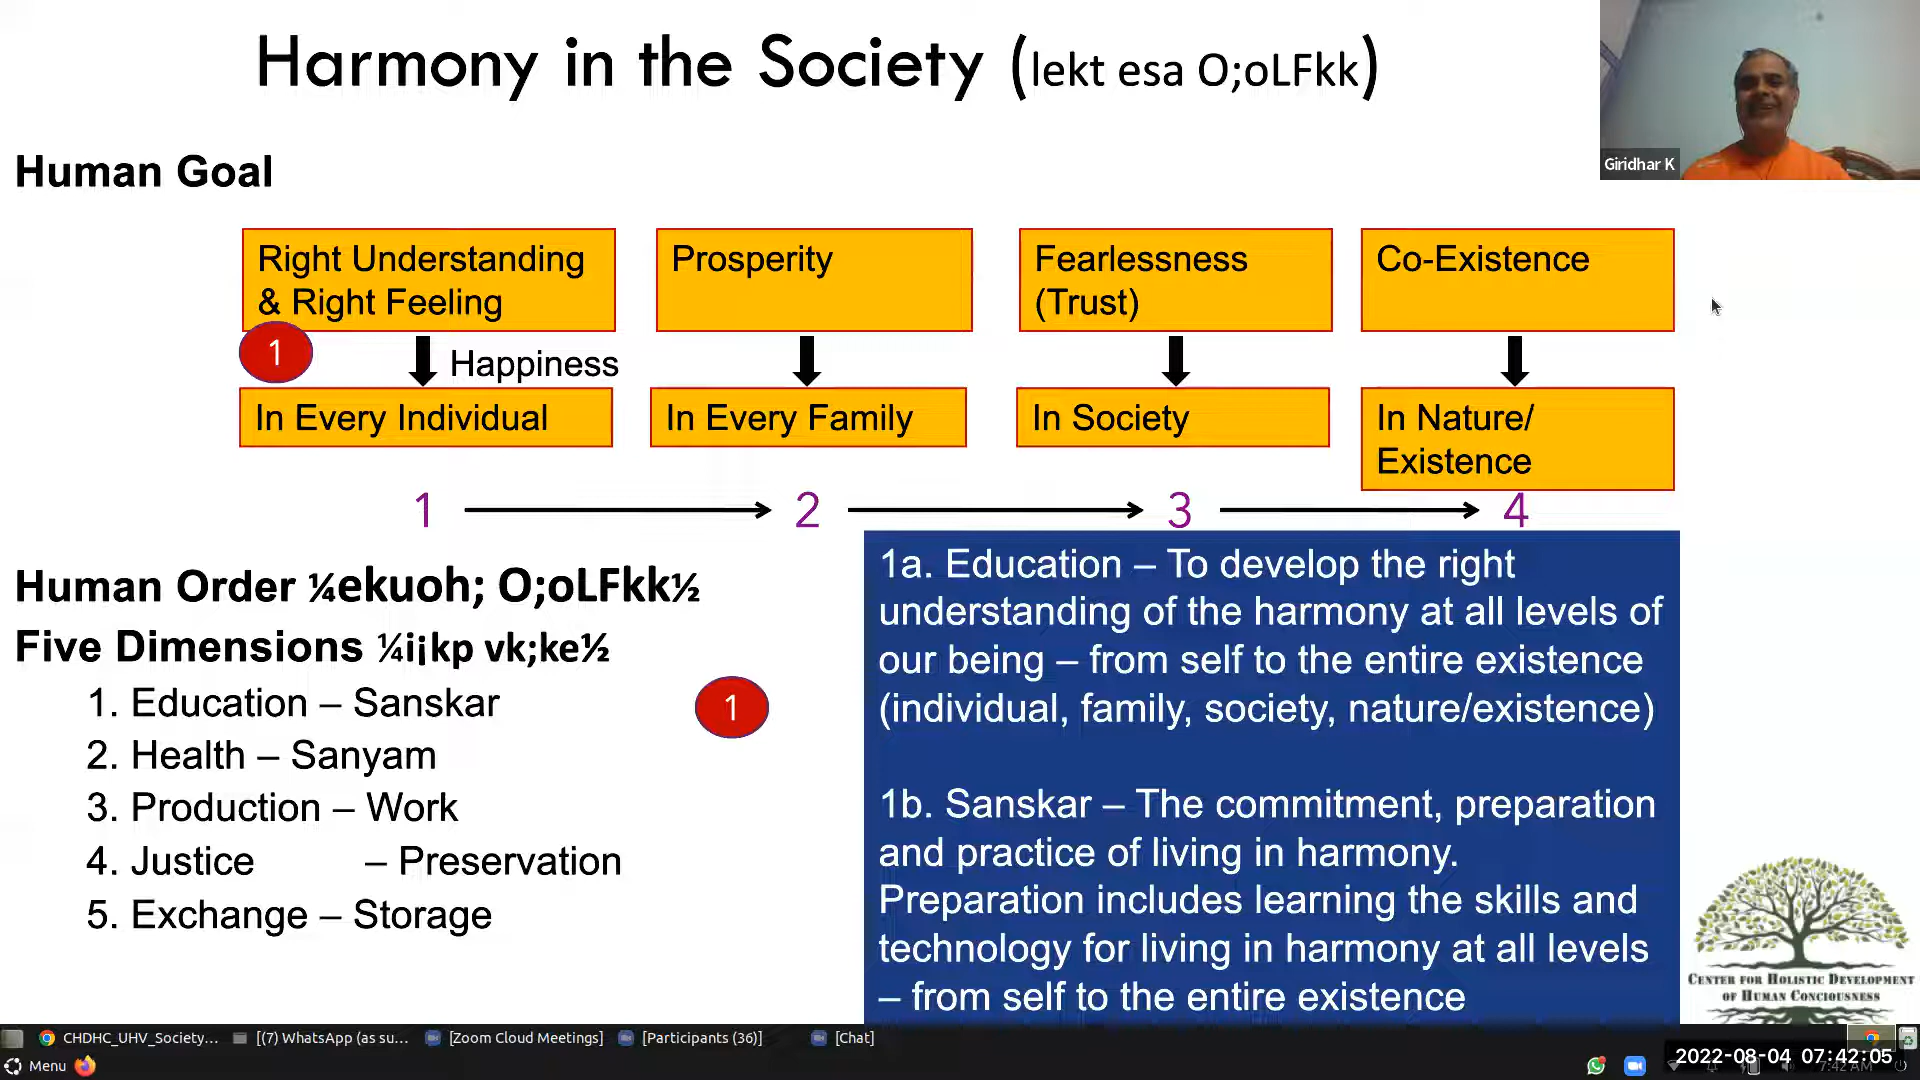 Harmony in the Society (lekt esa O;oLFkk)
Giridhar K
Human Goal
Right Understanding
& Right Feeling
Prosperity
Fearlessness
(Trust)
Co-Existence
1
Happiness
In Every Individual
In Every Family
In Society
In Nature/
Existence
1
2
3
4
Human Order ¼ekuoh; O;oLFkk½
Five Dimensions ¼i¡kp vk;ke½
1. Education – Sanskar
1
2. Health – Sanyam
3. Production – Work
4. Justice – Preservation
5. Exchange – Storage
1a. Education – To develop the right
understanding of the harmony at all levels of
our being – from self to the entire existence
(individual, family, society, nature/existence)
1b. Sanskar – The commitment, preparation
and practice of living in harmony.
Preparation includes learning the skills and
technology for living in harmony at all levels
– from self to the entire existence
CENTER FOR HOLISTIC DEVELOPMENT
OF HUMAN CONCIOUSNESS
CHDHC_UHV_Society...
[(7) WhatsApp (as su...
[Zoom Cloud Meetings]
[Participants (36)]
[Chat]
Menu
2022-08-04 07:42:05
7:42 AM